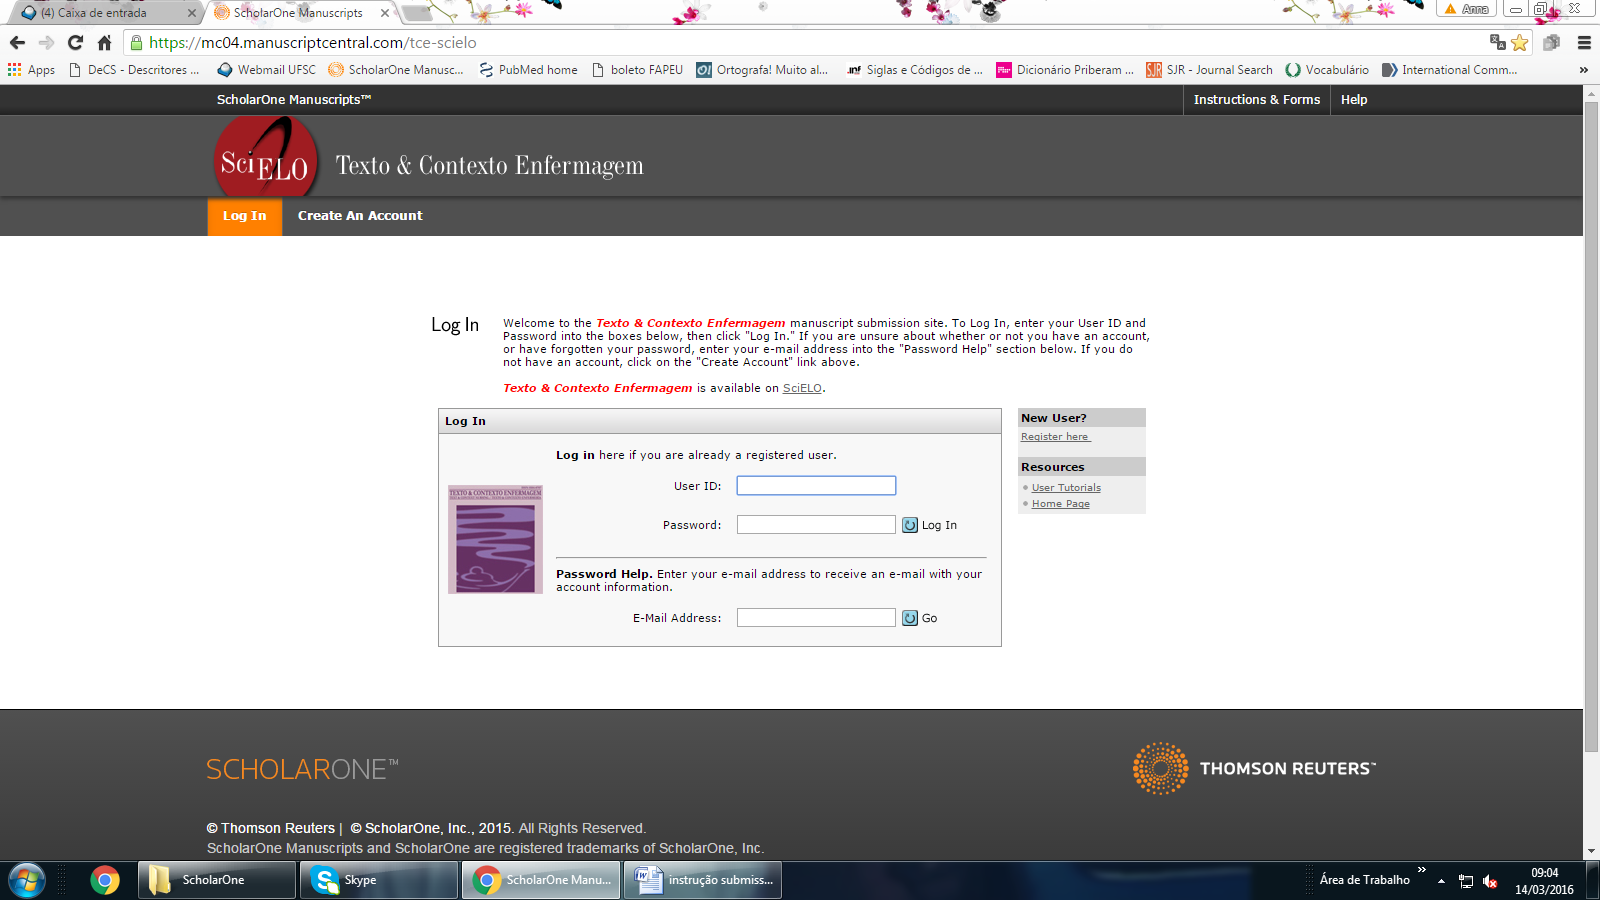 (4) Caixa de entrada
ScholarOne Manuscripts
Anna
https://mc04.manuscriptcentral.com/tce-scielo
Apps
DeCS - Descritores ...
Webmail UFSC
ScholarOne Manusc...
PubMed home
boleto FAPEU
Ortografa! Muito al...
Siglas e Códigos de ...
Dicionário Priberam ...
SJR - Journal Search
Vocabulário
International Comm...
»
ScholarOne Manuscripts™
Instructions & Forms
Help
SciELO
Texto & Contexto Enfermagem
Log In
Create An Account
Log In
Welcome to the Texto & Contexto Enfermagem manuscript submission site. To Log In, enter your User ID and
Password into the boxes below, then click "Log In." If you are unsure about whether or not you have an account,
or have forgotten your password, enter your e-mail address into the "Password Help" section below. If you do
not have an account, click on the "Create Account" link above.
Texto & Contexto Enfermagem is available on SciELO.
Log In
New User?
Register here
Resources
User Tutorials
Home Page
Log in here if you are already a registered user.
User ID:
Password:
Log In
TEXTO & CONTEXTO ENFERMAGEM
Password Help. Enter your e-mail address to receive an e-mail with your
account information.
E-Mail Address:
Go
SCHOLARONE™
THOMSON REUTERS™
© Thomson Reuters | © ScholarOne, Inc., 2015. All Rights Reserved.
ScholarOne Manuscripts and ScholarOne are registered trademarks of ScholarOne, Inc.
ScholarOne
Skype
ScholarOne Manu...
instrução submiss...
Área de Trabalho
»
09:04
14/03/2016